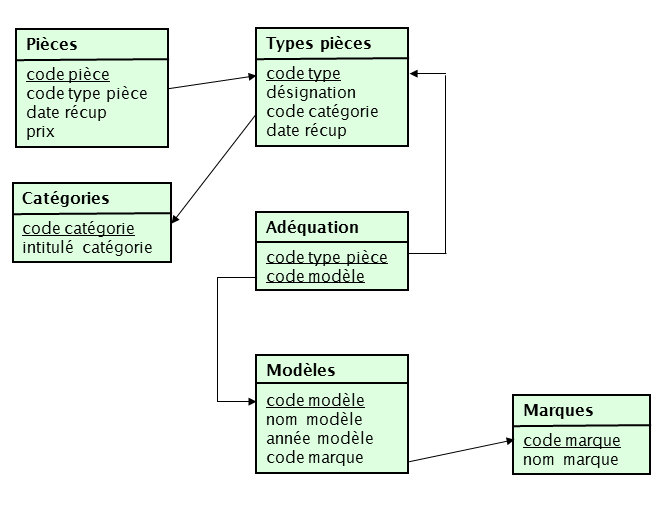 Pièces
code pièce
code type pièce
date récup
prix
Types pièces
code type
désignation
code catégorie
date récup
Catégories
code catégorie
intitulé catégorie
Adéquation
code type pièce
code modèle
Modèles
code modèle
nom modèle
année modèle
code marque
Marques
code marque
nom marque